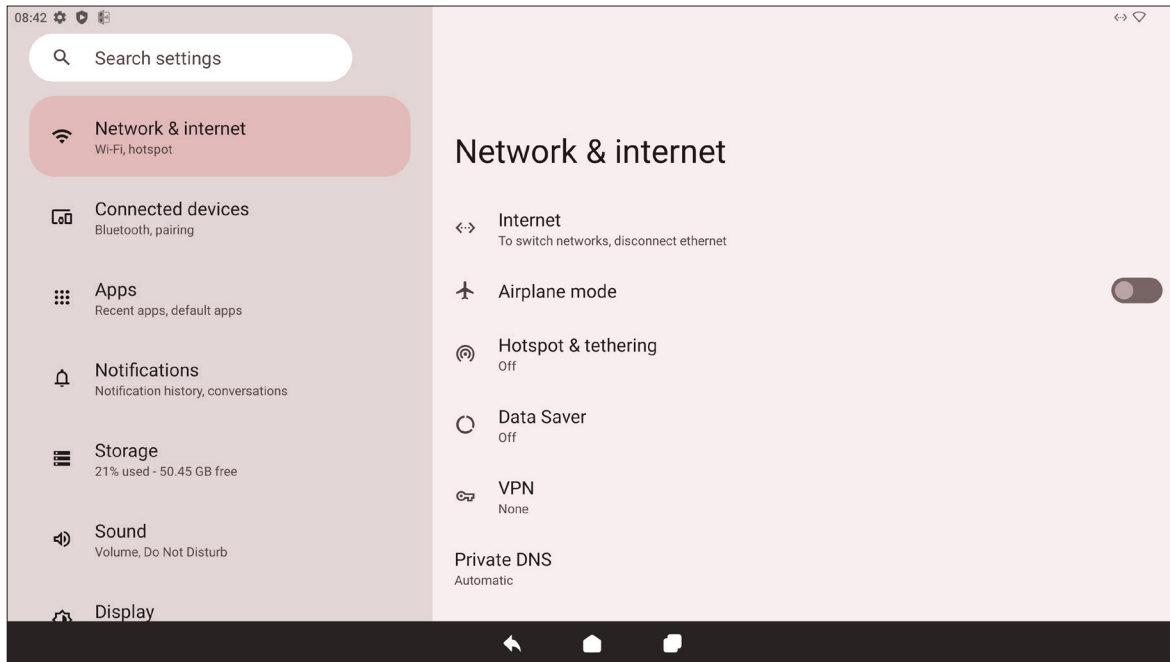 08:42
Search settings
Network & internet
Wi-Fi, hotspot
Connected devices
Bluetooth, pairing
Apps
Recent apps, default apps
Notifications
Notification history, conversations
Storage
21% used - 50.45 GB free
Sound
Volume, Do Not Disturb
Display
Network & internet
Internet
To switch networks, disconnect ethernet
Airplane mode
Hotspot & tethering
Off
Data Saver
Off
VPN
None
Private DNS
Automatic